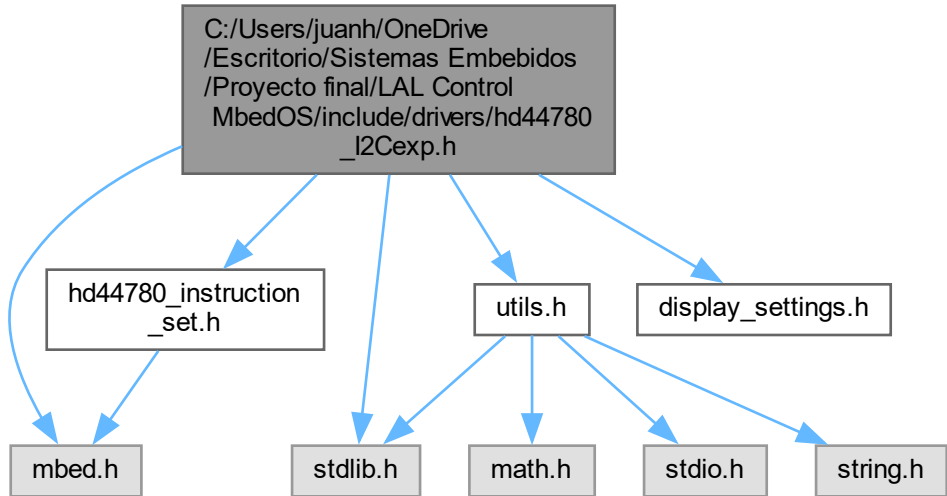 C:/Users/juanh/OneDrive
/Escritorio/Sistemas Embebidos
/Proyecto final/LAL Control
MbedOS/include/drivers/hd44780
_I2Cexp.h
hd44780_instruction
_set.h
utils.h
display_settings.h
mbed.h
stdlib.h
math.h
stdio.h
string.h